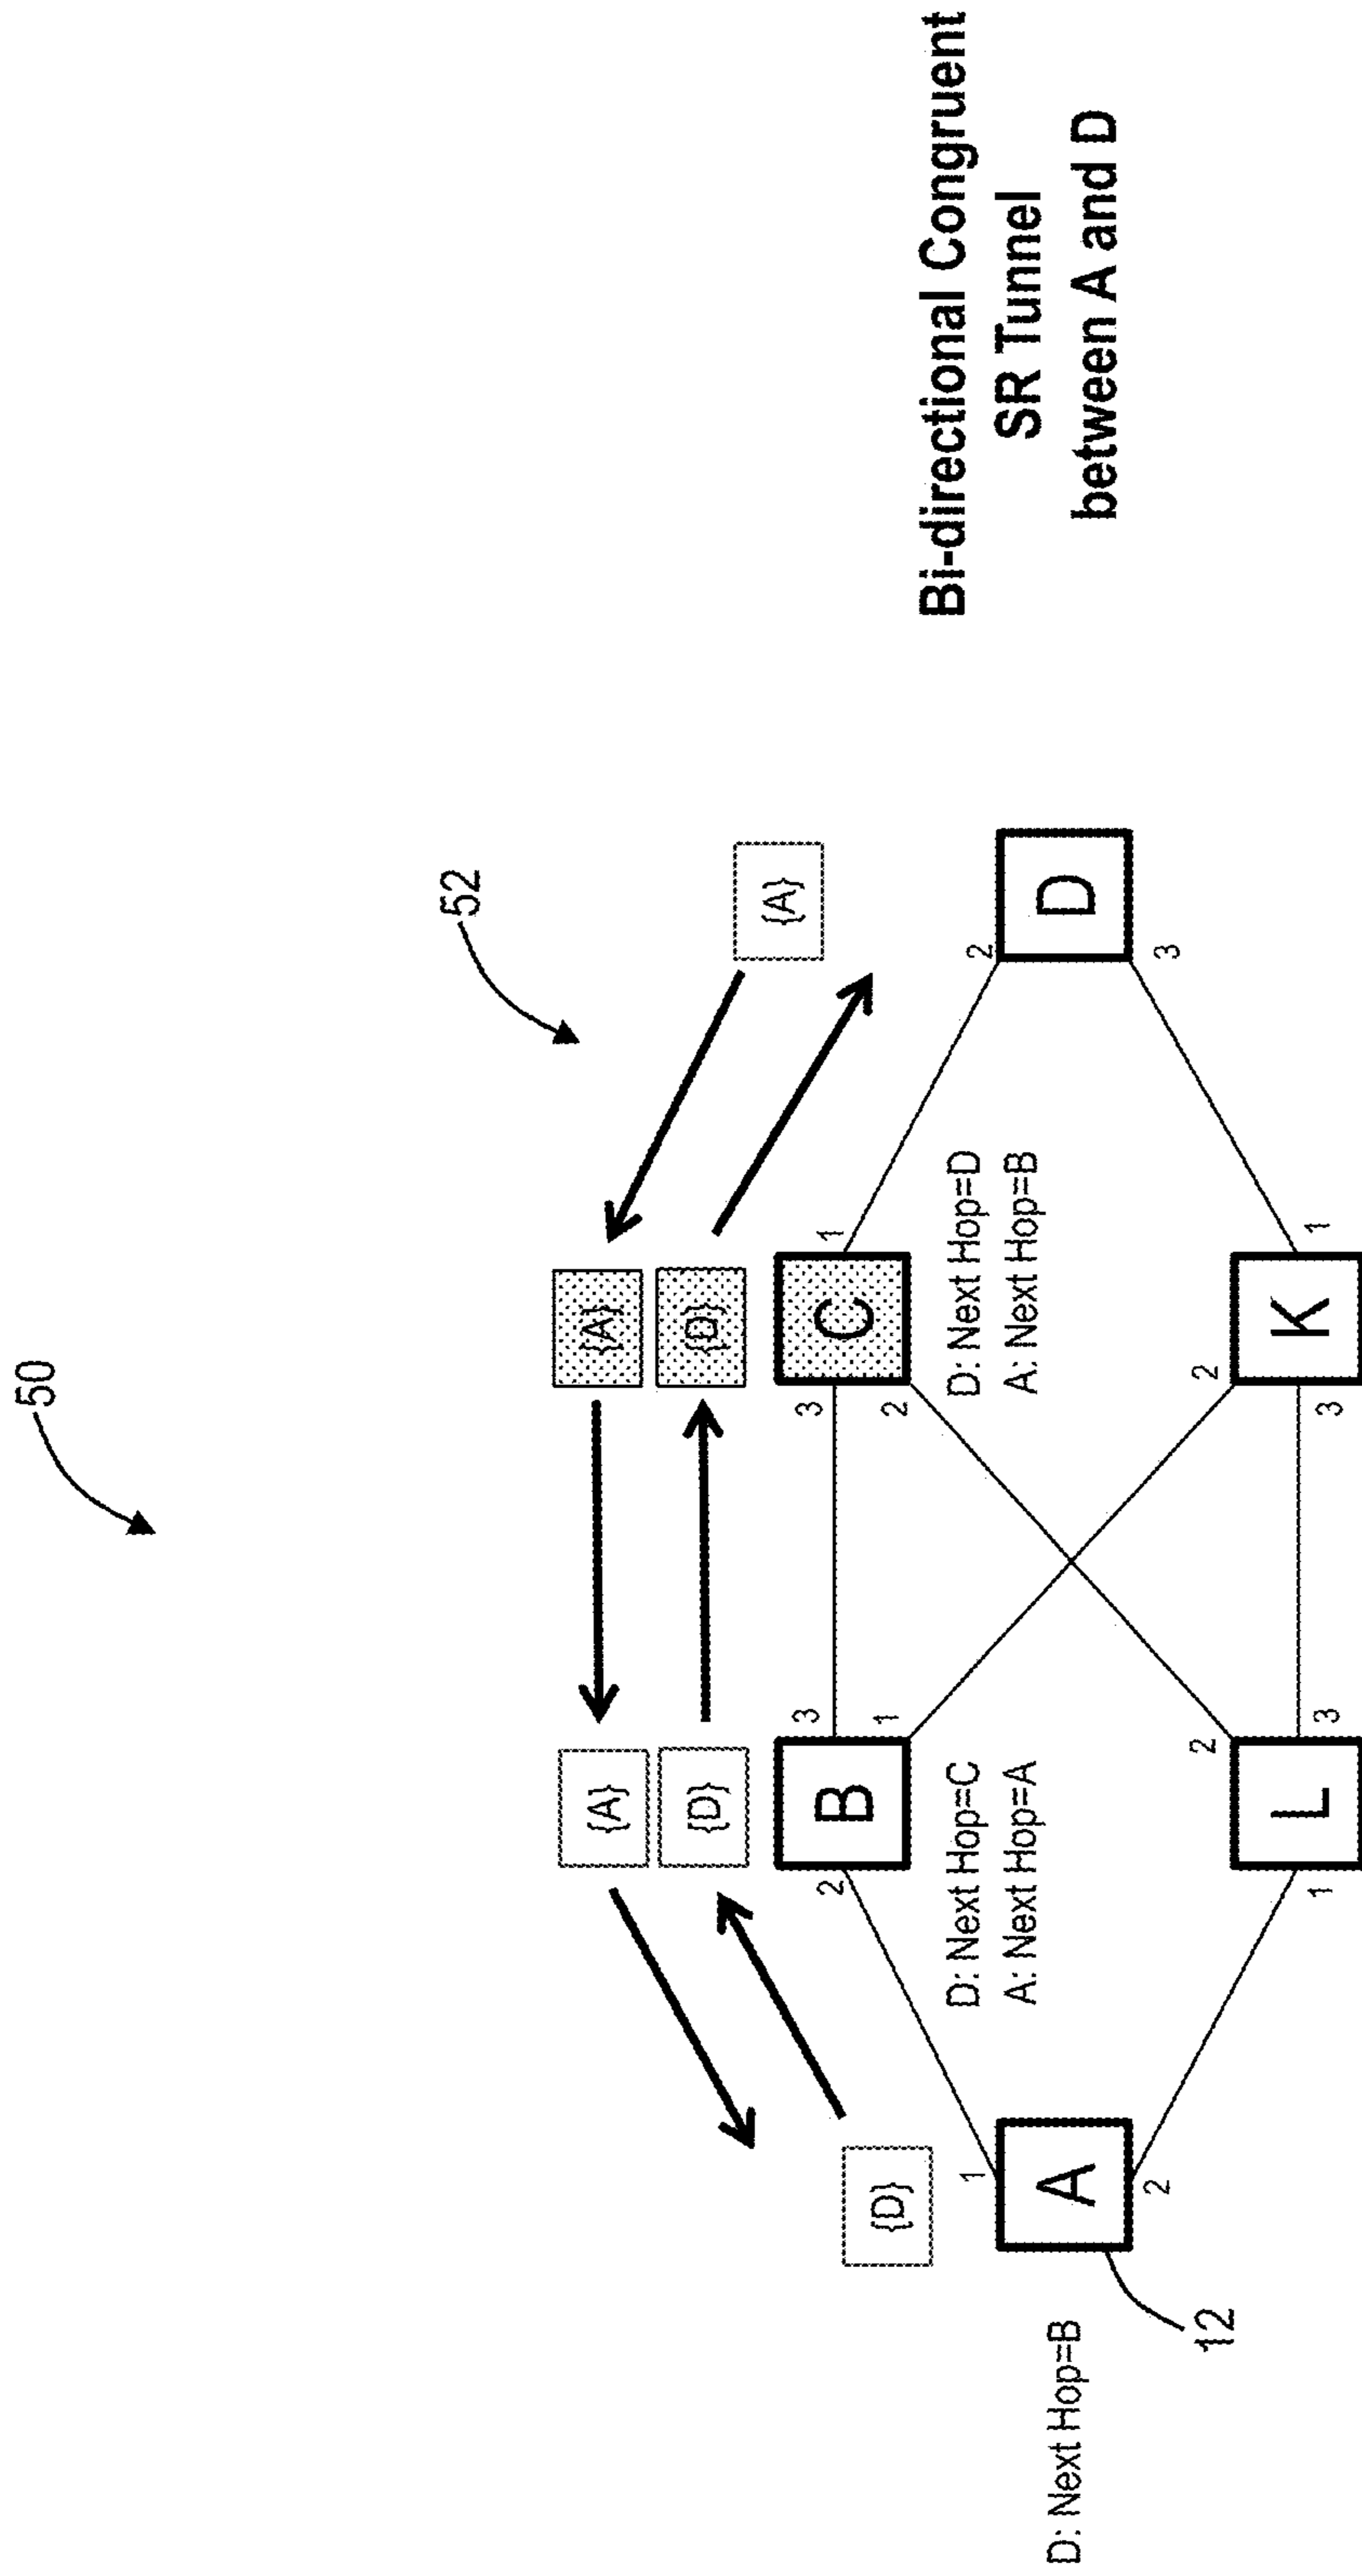 50
52
{A}
{A}
{D}
{D}
{A}
2
B
3
1
3
2
C
1
{D}
D: Next Hop=C
A: Next Hop=A
D: Next Hop=D
A: Next Hop=B
D: Next Hop=B
1
A
2
12
2
D
3
Bi-directional Congruent
SR Tunnel
between A and D
1
L
2
3
2
3
K
1